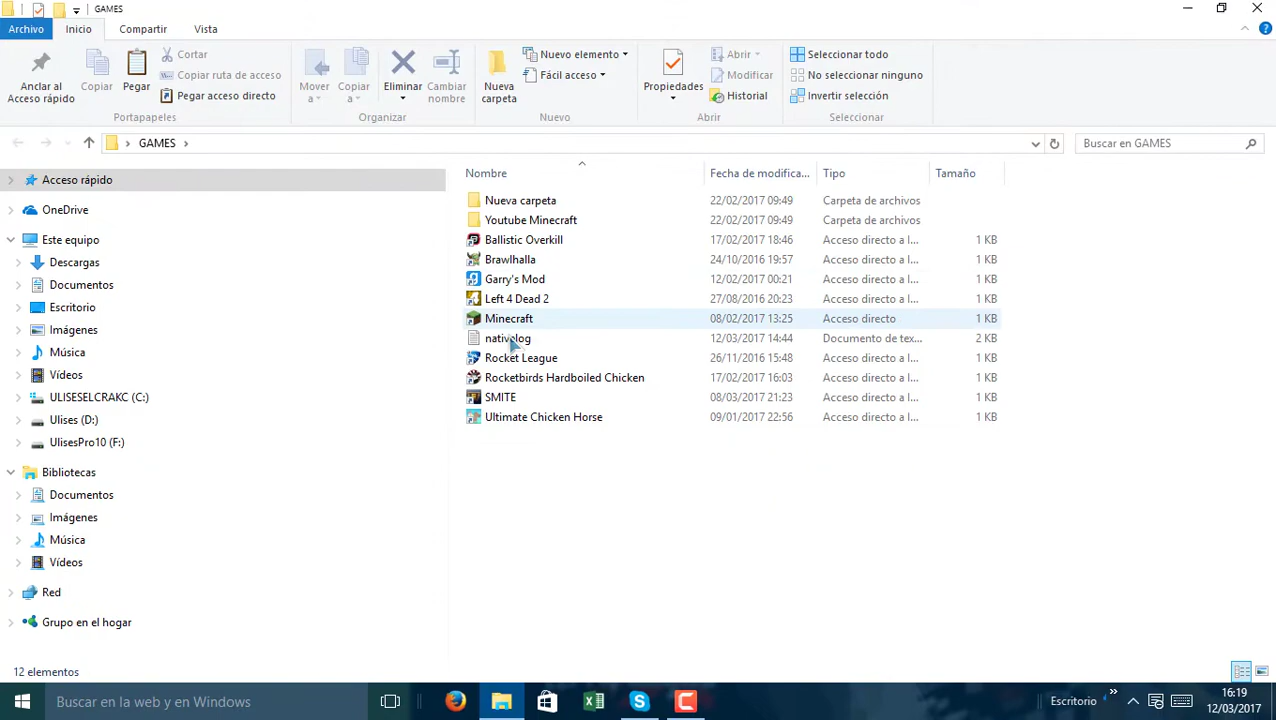 GAMES
Archivo Inicio Compartir Vista
Anclar al Acceso rápido
Copiar
Pegar
Cortar
Copiar ruta de acceso
Pegar acceso directo
Portapapeles
Mover a
Copiar a
Eliminar
Cambiar nombre
Organizar
Nueva carpeta
Nuevo elemento
Fácil acceso
Nuevo
Propiedades
Abrir
Modificar
Historial
Abrir
Seleccionar todo
No seleccionar ninguno
Invertir selección
Seleccionar
GAMES
Buscar en GAMES
Acceso rápido
OneDrive
Este equipo
Descargas
Documentos
Escritorio
Imágenes
Música
Vídeos
ULISESELCRAKC (C:)
Ulises (D:)
UlisesPro10 (F:)
Bibliotecas
Documentos
Imágenes
Música
Vídeos
Red
Grupo en el hogar
Nombre Fecha de modifica... Tipo Tamaño
Nueva carpeta 22/02/2017 09:49 Carpeta de archivos
Youtube Minecraft 22/02/2017 09:49 Carpeta de archivos
Ballistic Overkill 17/02/2017 18:46 Acceso directo a I... 1 KB
Brawlhalla 24/10/2016 19:57 Acceso directo a I... 1 KB
Garry's Mod 12/02/2017 00:21 Acceso directo a I... 1 KB
Left 4 Dead 2 27/08/2016 20:23 Acceso directo a I... 1 KB
Minecraft 08/02/2017 13:25 Acceso directo 1 KB
nativelog 12/03/2017 14:44 Documento de tex... 2 KB
Rocket League 26/11/2016 15:48 Acceso directo a I... 1 KB
Rocketbirds Hardboiled Chicken 17/02/2017 16:03 Acceso directo a I... 1 KB
SMITE 08/03/2017 21:23 Acceso directo a I... 1 KB
Ultimate Chicken Horse 09/01/2017 22:56 Acceso directo a I... 1 KB
12 elementos
Buscar en la web y en Windows
Escritorio
16:19
12/03/2017